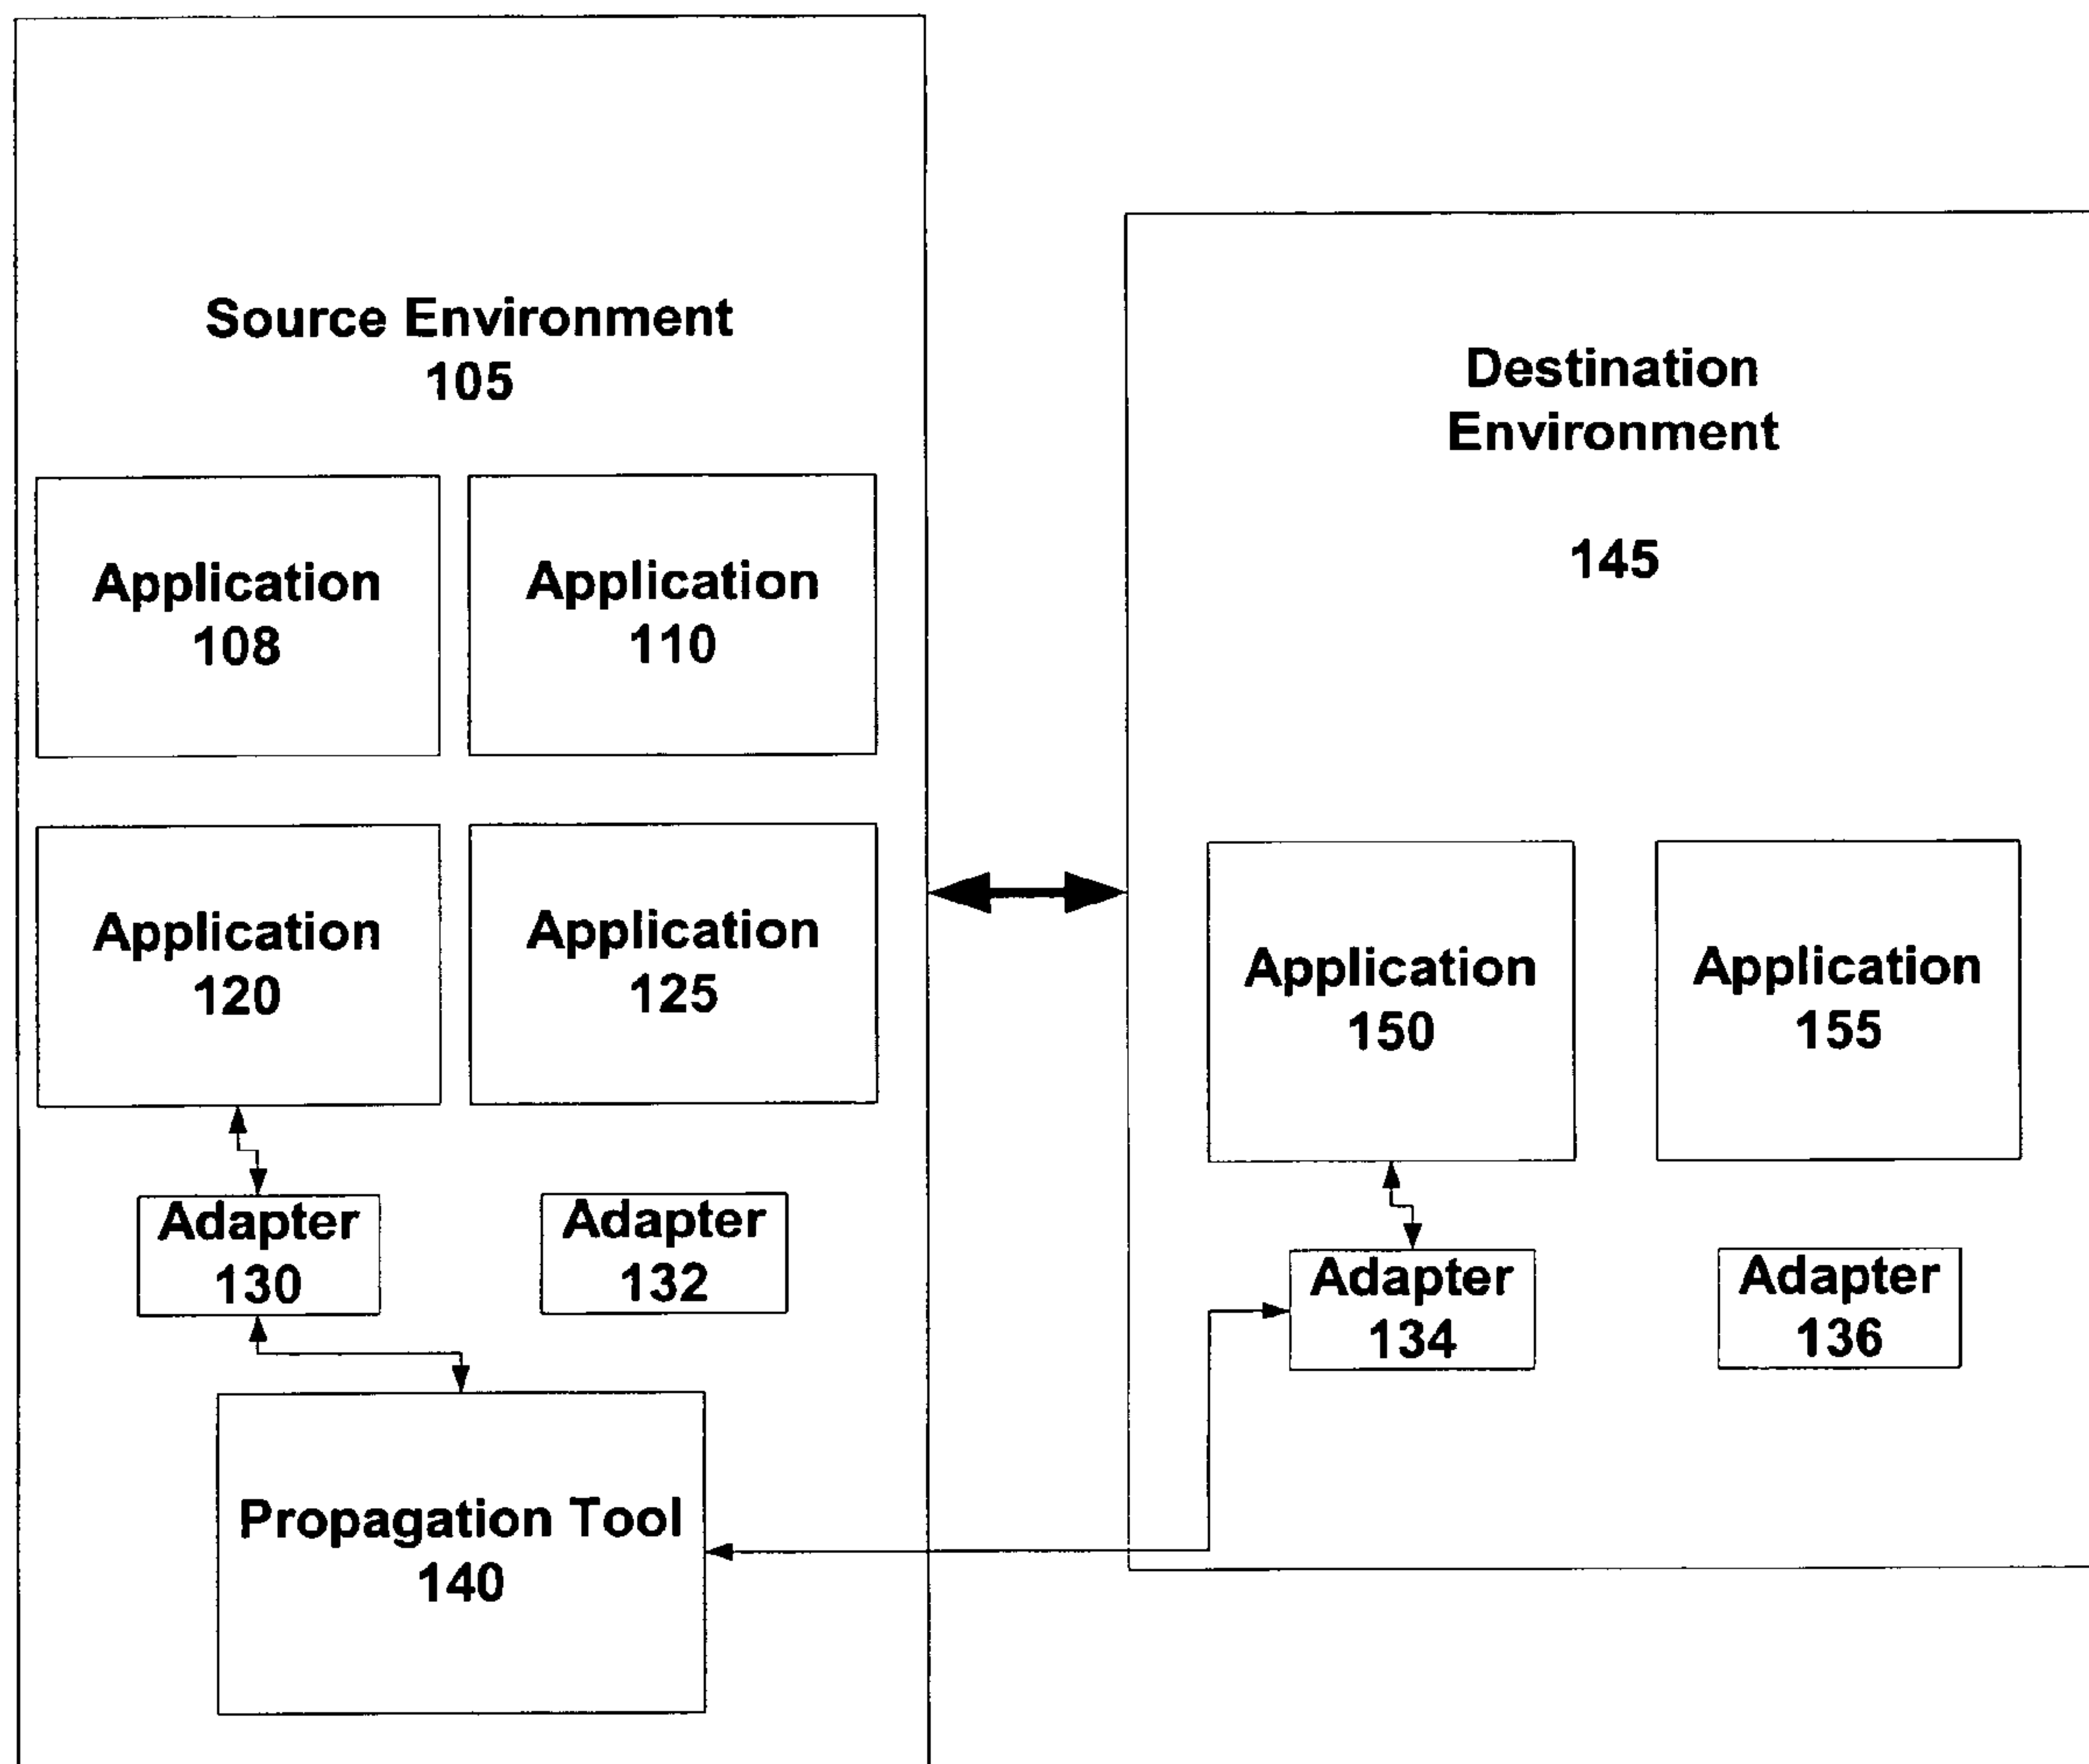 Source Environment
105
Destination
Environment
145
Application
108
Application
110
Application
120
Application
125
Application
150
Application
155
Adapter
130
Adapter
132
Adapter
134
Adapter
136
Propagation Tool
140